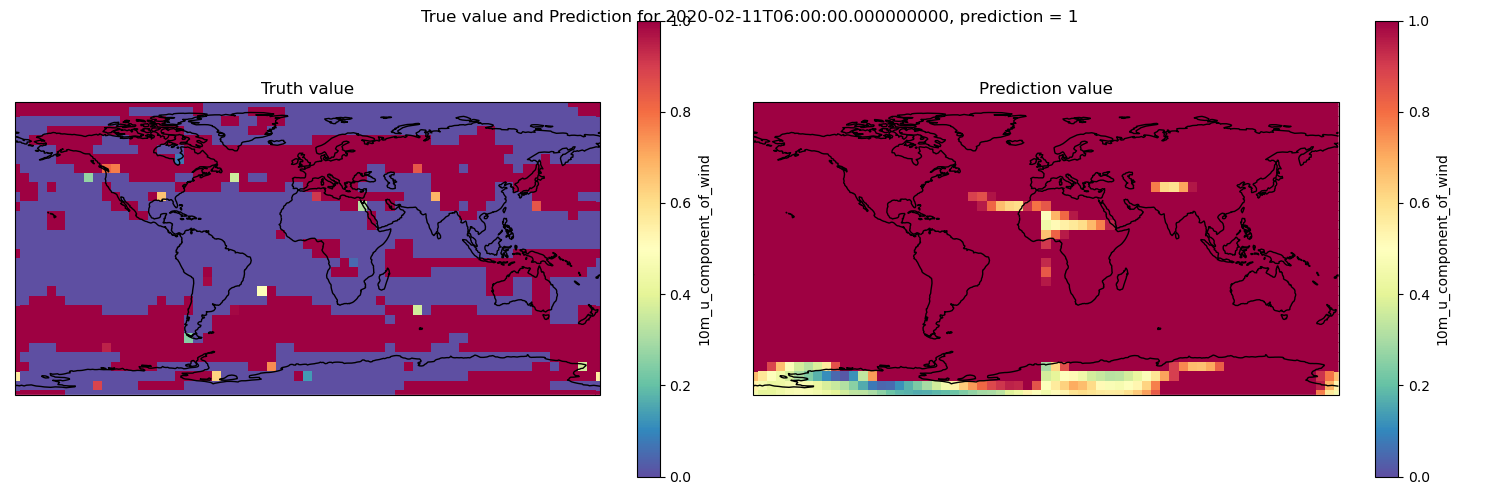 True value and Prediction for 2020-02-11T06:00:00.000000000, prediction = 1
Truth value
1.0
0.8
0.6
0.4
0.2
0.0
10m_u_component_of_wind
Prediction value
1.0
0.8
0.6
0.4
0.2
0.0
10m_u_component_of_wind